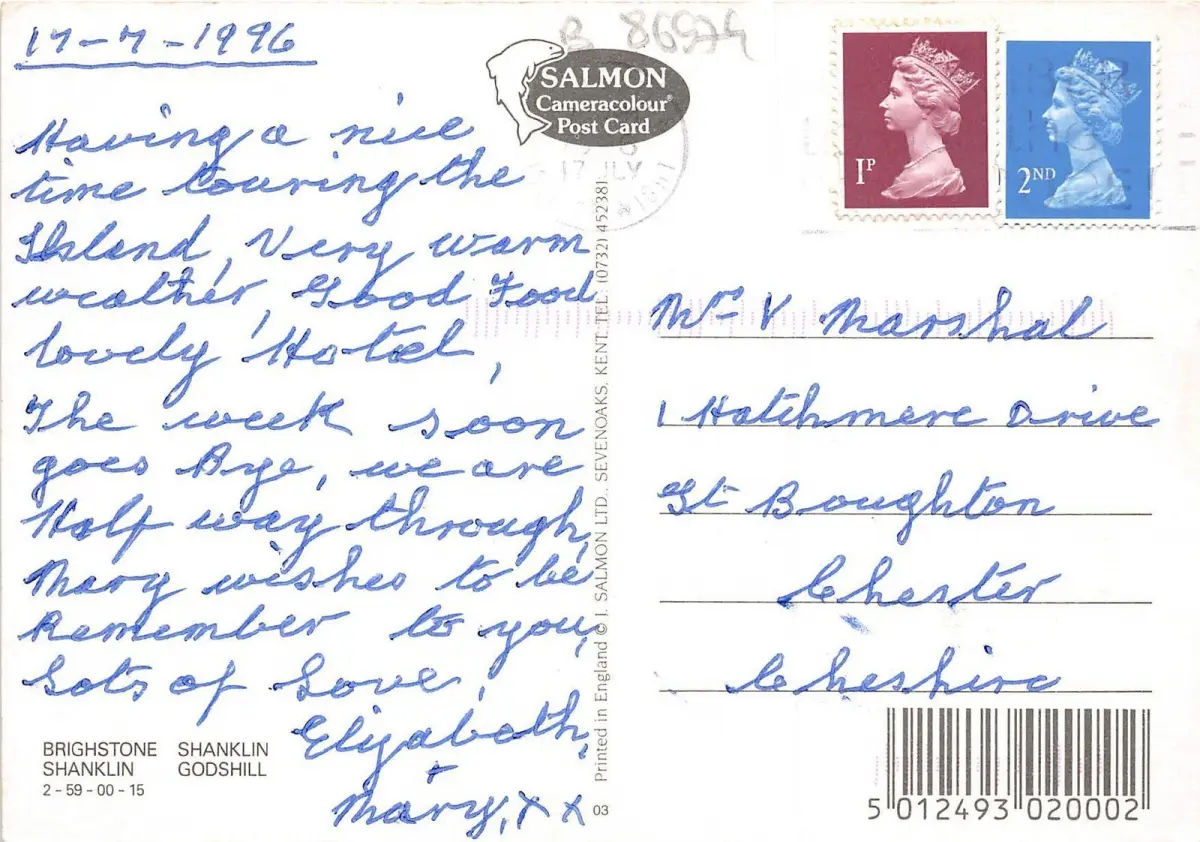 17-7-1996
Having a nice
time touring the
Island, Very warm
weather, Good Food
lovely Hotel,
The week soon
goes Bye, we are
Half way through,
Mary wishes to be
Remember to you,
Lots of Love,
Elizabeth,
+
Mary, X X
BRIGHSTONE SHANKLIN
SHANKLIN GODSHILL
2-59-00-15
B 86974
SALMON
Cameracolour®
Post Card
17 JLY
Printed in England © J. SALMON LTD., SEVENOAKS, KENT. TEL: (0732) 452381
03
1P
2ND
Mrs V Marshal
1 Hatchmere Drive
Gt Boughton
Chester
Cheshire
5 012493 020002